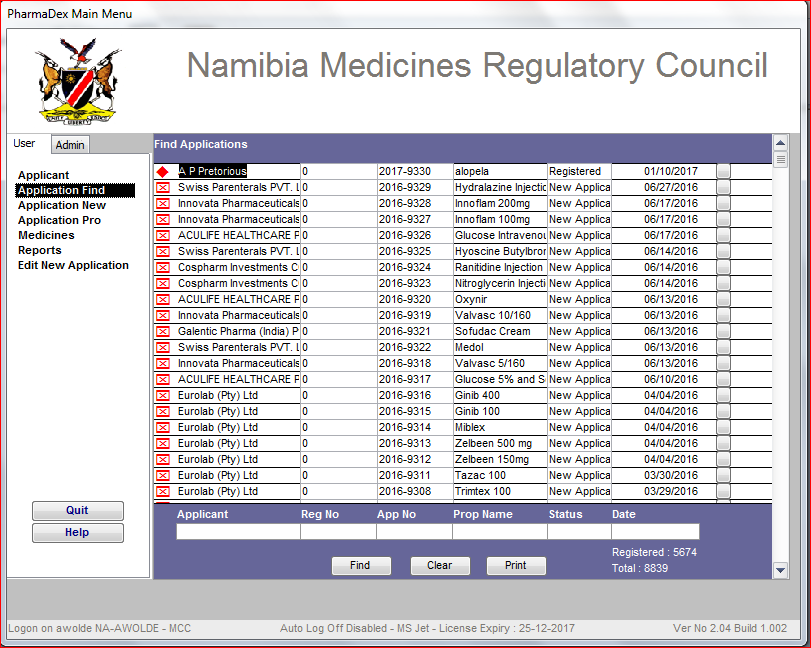 PharmaDex Main Menu
Namibia Medicines Regulatory Council
User Admin
Applicant
Application Find
Application New
Application Pro
Medicines
Reports
Edit New Application
Quit
Help
Find Applications
A P Pretorious 0 2017-9330 alopela Registered 01/10/2017
Swiss Parenterals PVT. L 0 2016-9329 Hydralazine Injectic New Applica 06/27/2016
Innovata Pharmaceuticals 0 2016-9328 Innoflam 200mg New Applica 06/17/2016
Innovata Pharmaceuticals 0 2016-9327 Innoflam 100mg New Applica 06/17/2016
ACULIFE HEALTHCARE P 0 2016-9326 Glucose Intravenou New Applica 06/17/2016
Swiss Parenterals PVT. L 0 2016-9325 Hyoscine Butylbron New Applica 06/14/2016
Cospharm Investments C 0 2016-9324 Ranitidine Injection New Applica 06/14/2016
Cospharm Investments C 0 2016-9323 Nitroglycerin Injecti New Applica 06/14/2016
ACULIFE HEALTHCARE P 0 2016-9320 Oxynir New Applica 06/13/2016
Innovata Pharmaceuticals 0 2016-9319 Valvasc 10/160 New Applica 06/13/2016
Galentic Pharma (India) P 0 2016-9321 Sofudac Cream New Applica 06/13/2016
Swiss Parenterals PVT. L 0 2016-9322 Medol New Applica 06/13/2016
Innovata Pharmaceuticals 0 2016-9318 Valvasc 5/160 New Applica 06/13/2016
ACULIFE HEALTHCARE P 0 2016-9317 Glucose 5% and S New Applica 06/10/2016
Eurolab (Pty) Ltd 0 2016-9316 Ginib 400 New Applica 04/04/2016
Eurolab (Pty) Ltd 0 2016-9315 Ginib 100 New Applica 04/04/2016
Eurolab (Pty) Ltd 0 2016-9314 Miblex New Applica 04/04/2016
Eurolab (Pty) Ltd 0 2016-9313 Zelbeen 500 mg New Applica 04/04/2016
Eurolab (Pty) Ltd 0 2016-9312 Zelbeen 150mg New Applica 04/04/2016
Eurolab (Pty) Ltd 0 2016-9311 Tazac 100 New Applica 03/30/2016
Eurolab (Pty) Ltd 0 2016-9308 Trimtex 100 New Applica 03/29/2016
Applicant Reg No App No Prop Name Status Date
Find Clear Print
Registered : 5674
Total : 8839
Logon on awolde NA-AWOLDE - MCC Auto Log Off Disabled - MS Jet - License Expiry : 25-12-2017 Ver No 2.04 Build 1.002